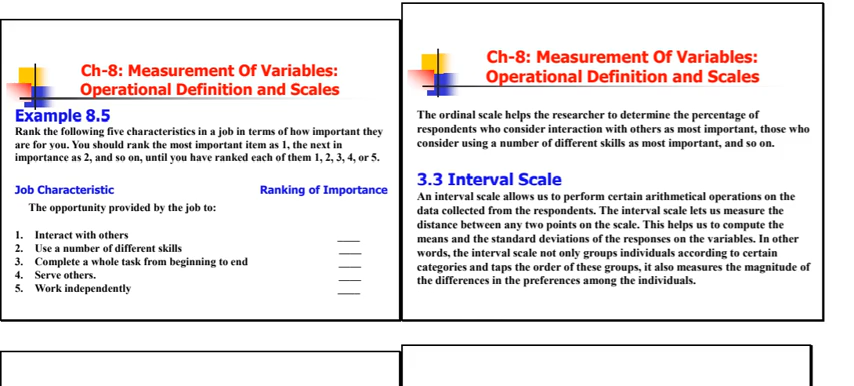 Ch-8: Measurement Of Variables:
Operational Definition and Scales
Example 8.5
Rank the following five characteristics in a job in terms of how important they
are for you. You should rank the most important item as 1, the next in
importance as 2, and so on, until you have ranked each of them 1, 2, 3, 4, or 5.
Job Characteristic Ranking of Importance
The opportunity provided by the job to:
1. Interact with others ____
2. Use a number of different skills ____
3. Complete a whole task from beginning to end ____
4. Serve others. ____
5. Work independently ____
Ch-8: Measurement Of Variables:
Operational Definition and Scales
The ordinal scale helps the researcher to determine the percentage of
respondents who consider interaction with others as most important, those who
consider using a number of different skills as most important, and so on.
3.3 Interval Scale
An interval scale allows us to perform certain arithmetical operations on the
data collected from the respondents. The interval scale lets us measure the
distance between any two points on the scale. This helps us to compute the
means and the standard deviations of the responses on the variables. In other
words, the interval scale not only groups individuals according to certain
categories and taps the order of these groups, it also measures the magnitude of
the differences in the preferences among the individuals.